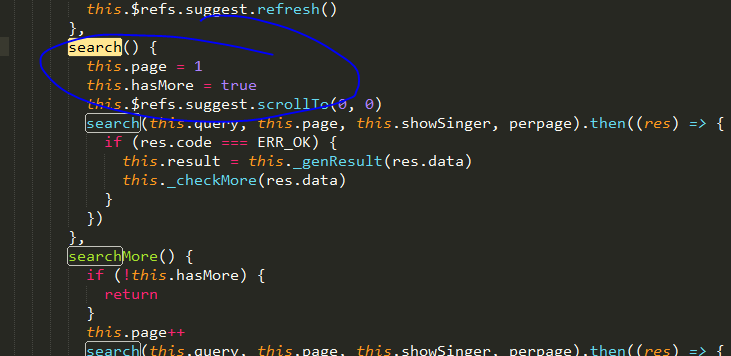 this.$refs.suggest.refresh()
},
search() {
this.page = 1
this.hasMore = true
this.$refs.suggest.scrollTo(0, 0)
search(this.query, this.page, this.showSinger, perpage).then((res) => {
if (res.code === ERR_OK) {
this.result = this._genResult(res.data)
this._checkMore(res.data)
}
})
},
searchMore() {
if (!this.hasMore) {
return
}
this.page++
search(this.query, this.page, this.showSinger, perpage).then((res) => {